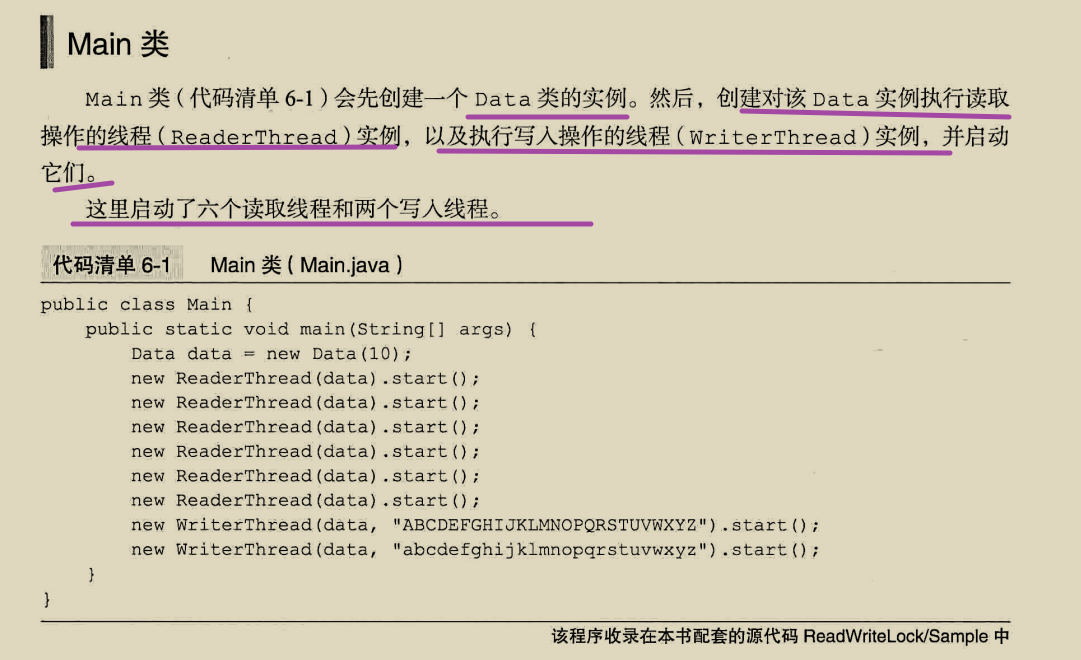 Main 类
Main 类 ( 代码清单 6-1 ) 会先创建一个 Data 类的实例。然后，创建对该 Data 实例执行读取
操作的线程 ( ReaderThread ) 实例，以及执行写入操作的线程 ( WriterThread ) 实例，并启动
它们。
这里启动了六个读取线程和两个写入线程。
代码清单 6-1 Main 类 ( Main.java )
public class Main {
    public static void main(String[] args) {
        Data data = new Data(10);
        new ReaderThread(data).start();
        new ReaderThread(data).start();
        new ReaderThread(data).start();
        new ReaderThread(data).start();
        new ReaderThread(data).start();
        new ReaderThread(data).start();
        new WriterThread(data, "ABCDEFGHIJKLMNOPQRSTUVWXYZ").start();
        new WriterThread(data, "abcdefghijklmnopqrstuvwxyz").start();
    }
}
该程序收录在本书配套的源代码 ReadWriteLock/Sample 中